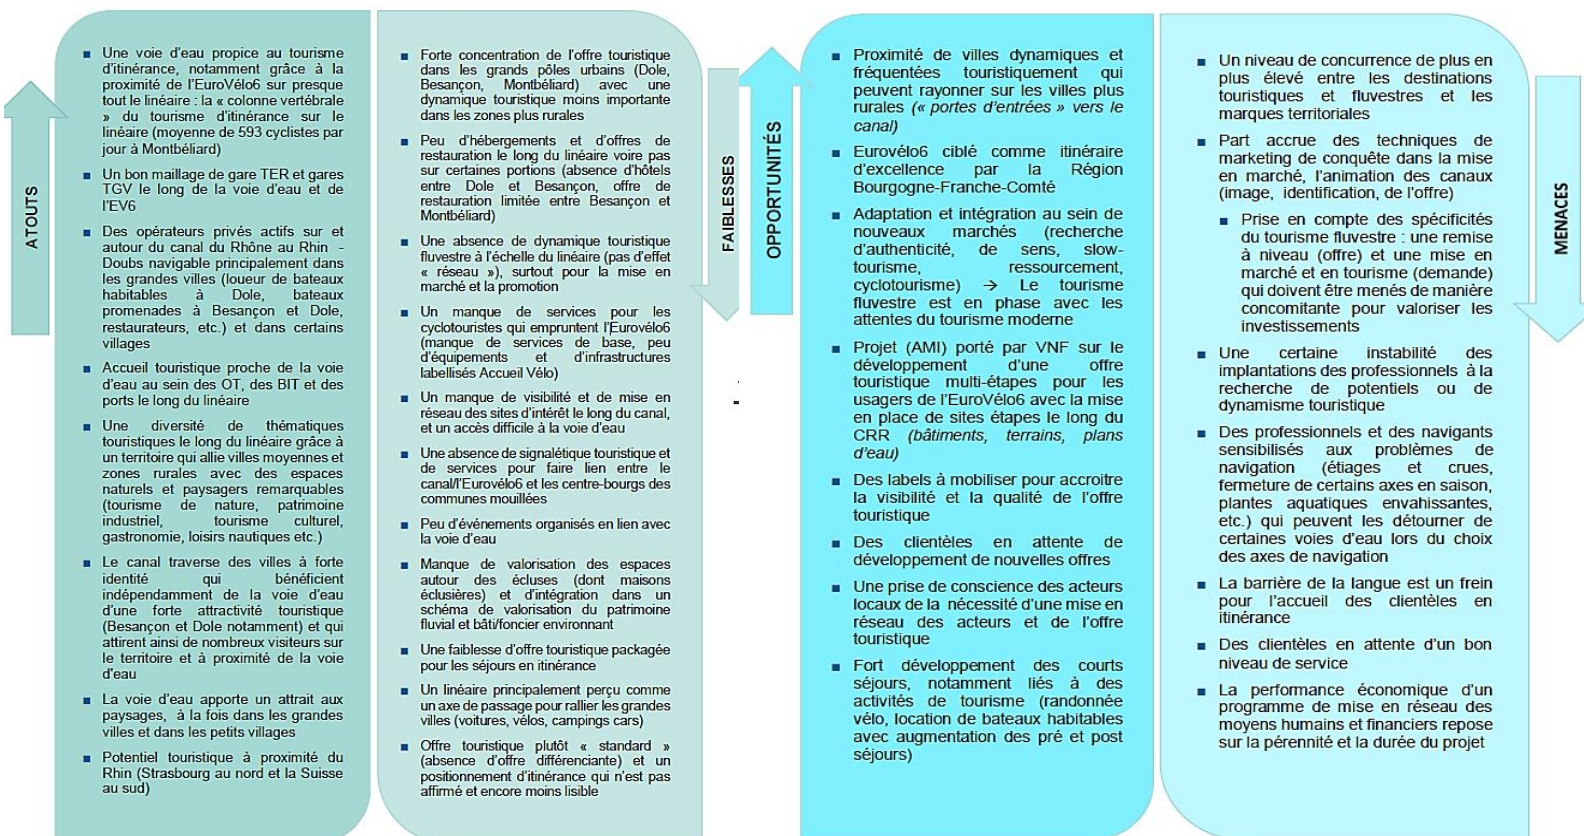 ATOUTS
Une voie d'eau propice au tourisme
d'itinérance, notamment grâce à la
proximité de l'EuroVélo6 sur presque
tout le linéaire : la « colonne vertébrale
» du tourisme d'itinérance sur le
linéaire (moyenne de 593 cyclistes par
jour à Montbéliard)
Un bon maillage de gare TER et gares
TGV le long de la voie d'eau et de
l'EV6
Des opérateurs privés actifs sur et
autour du canal du Rhône au Rhin -
Doubs navigable principalement dans
les grandes villes (loueur de bateaux
habitables à Dole, bateaux
promenades à Besançon et Dole,
restaurateurs, etc.) et dans certains
villages
Accueil touristique proche de la voie
d'eau au sein des OT, des BIT et des
ports le long du linéaire
Une diversité de thématiques
touristiques le long du linéaire grâce à
un territoire qui allie villes moyennes et
zones rurales avec des espaces
naturels et paysagers remarquables
(tourisme de nature, patrimoine
industriel, tourisme culturel,
gastronomie, loisirs nautiques etc.)
Le canal traverse des villes à forte
identité qui bénéficient
indépendamment de la voie d'eau
d'une forte attractivité touristique
(Besançon et Dole notamment) et qui
attirent ainsi de nombreux visiteurs sur
le territoire et à proximité de la voie
d'eau
La voie d'eau apporte un attrait aux
paysages, à la fois dans les grandes
villes et dans les petits villages
Potentiel touristique à proximité du
Rhin (Strasbourg au nord et la Suisse
au sud)
FAIBLESSES
Forte concentration de l'offre touristique
dans les grands pôles urbains (Dole,
Besançon, Montbéliard) avec une
dynamique touristique moins importante
dans les zones plus rurales
Peu d'hébergements et d'offres de
restauration le long du linéaire voire pas
sur certaines portions (absence d'hôtels
entre Dole et Besançon, offre de
restauration limitée entre Besançon et
Montbéliard)
Une absence de dynamique touristique
fluvestre à l'échelle du linéaire (pas d'effet
« réseau »), surtout pour la mise en
marché et la promotion
Un manque de services pour les
cyclotouristes qui empruntent l'Eurovélo6
(manque de services de base, peu
d'équipements et d'infrastructures
labellisés Accueil Vélo)
Un manque de visibilité et de mise en
réseau des sites d'intérêt le long du canal,
et un accès difficile à la voie d'eau
Une absence de signalétique touristique et
de services pour faire lien entre le
canal/l'Eurovélo6 et les centre-bourgs des
communes mouillées
Peu d'événements organisés en lien avec
la voie d'eau
Manque de valorisation des espaces
autour des écluses (dont maisons
éclusières) et d'intégration dans un
schéma de valorisation du patrimoine
fluvial et bâti/foncier environnant
Une faiblesse d'offre touristique packagée
pour les séjours en itinérance
Un linéaire principalement perçu comme
un axe de passage pour rallier les grandes
villes (voitures, vélos, campings cars)
Offre touristique plutôt « standard »
(absence d'offre différenciante) et un
positionnement d'itinérance qui n'est pas
affirmé et encore moins lisible
OPPORTUNITÉS
Proximité de villes dynamiques et
fréquentées touristiquement qui
peuvent rayonner sur les villes plus
rurales (« portes d'entrées » vers le
canal)
Eurovélo6 ciblé comme itinéraire
d'excellence par la Région
Bourgogne-Franche-Comté
Adaptation et intégration au sein de
nouveaux marchés (recherche
d'authenticité, de sens, slow-
tourisme, ressourcement,
cyclotourisme) → Le tourisme
fluvestre est en phase avec les
attentes du tourisme moderne
Projet (AMI) porté par VNF sur le
développement d'une offre
touristique multi-étapes pour les
usagers de l'EuroVélo6 avec la mise
en place de sites étapes le long du
CRR (bâtiments, terrains, plans
d'eau)
Des labels à mobiliser pour accroitre
la visibilité et la qualité de l'offre
touristique
Des clientèles en attente de
développement de nouvelles offres
Une prise de conscience des acteurs
locaux de la nécessité d'une mise en
réseau des acteurs et de l'offre
touristique
Fort développement des courts
séjours, notamment liés à des
activités de tourisme (randonnée
vélo, location de bateaux habitables
avec augmentation des pré et post
séjours)
MENACES
Un niveau de concurrence de plus en
plus élevé entre les destinations
touristiques et fluvestres et les
marques territoriales
Part accrue des techniques de
marketing de conquête dans la mise
en marché, l'animation des canaux
(image, identification, de l'offre)
Prise en compte des spécificités
du tourisme fluvestre : une remise
à niveau (offre) et une mise en
marché et en tourisme (demande)
qui doivent être menés de manière
concomitante pour valoriser les
investissements
Une certaine instabilité des
implantations des professionnels à la
recherche de potentiels ou de
dynamisme touristique
Des professionnels et des navigants
sensibilisés aux problèmes de
navigation (étiages et crues,
fermeture de certains axes en saison,
plantes aquatiques envahissantes,
etc.) qui peuvent les détourner de
certaines voies d'eau lors du choix
des axes de navigation
La barrière de la langue est un frein
pour l'accueil des clientèles en
itinérance
Des clientèles en attente d'un bon
niveau de service
La performance économique d'un
programme de mise en réseau des
moyens humains et financiers repose
sur la pérennité et la durée du projet